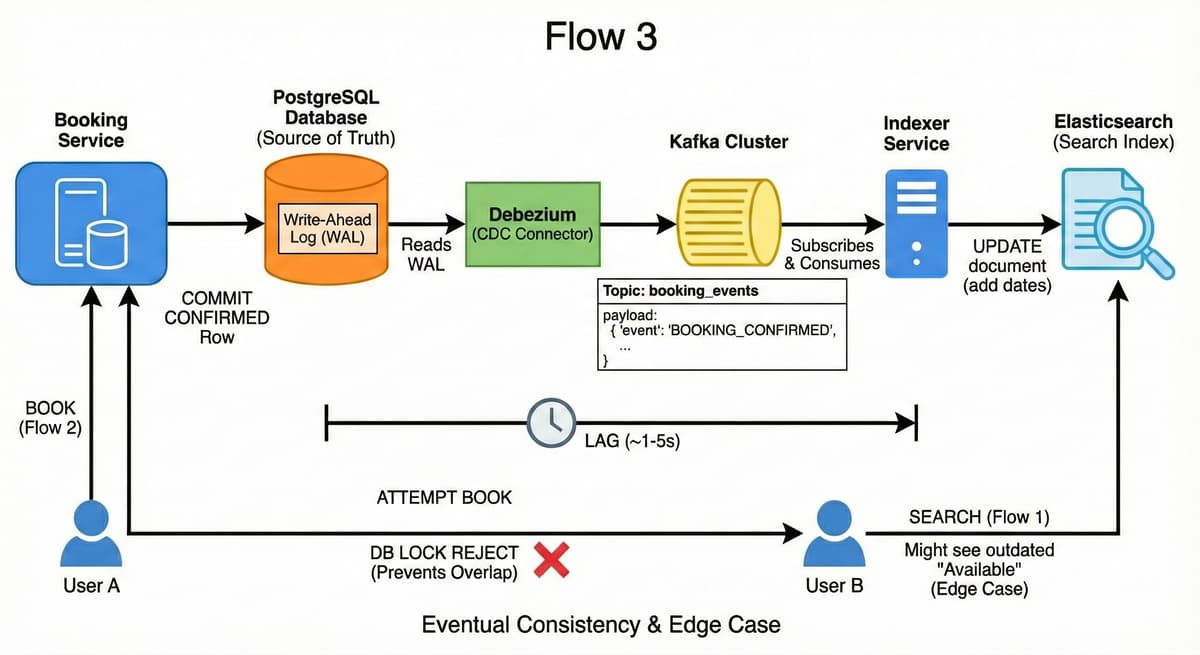 Flow 3
Booking
Service
PostgreSQL
Database
(Source of Truth)
Write-Ahead
Log (WAL)
Reads
WAL
Debezium
(CDC Connector)
Kafka Cluster
Subscribes
& Consumes
Indexer
Service
UPDATE
document
(add dates)
Elasticsearch
(Search Index)
COMMIT
CONFIRMED
Row
Topic: booking_events
payload:
{ 'event': 'BOOKING_CONFIRMED',
...
}
BOOK
(Flow 2)
LAG (~1-5s)
ATTEMPT BOOK
DB LOCK REJECT
(Prevents Overlap)
SEARCH (Flow 1)
Might see outdated
"Available"
(Edge Case)
User A
User B
Eventual Consistency & Edge Case